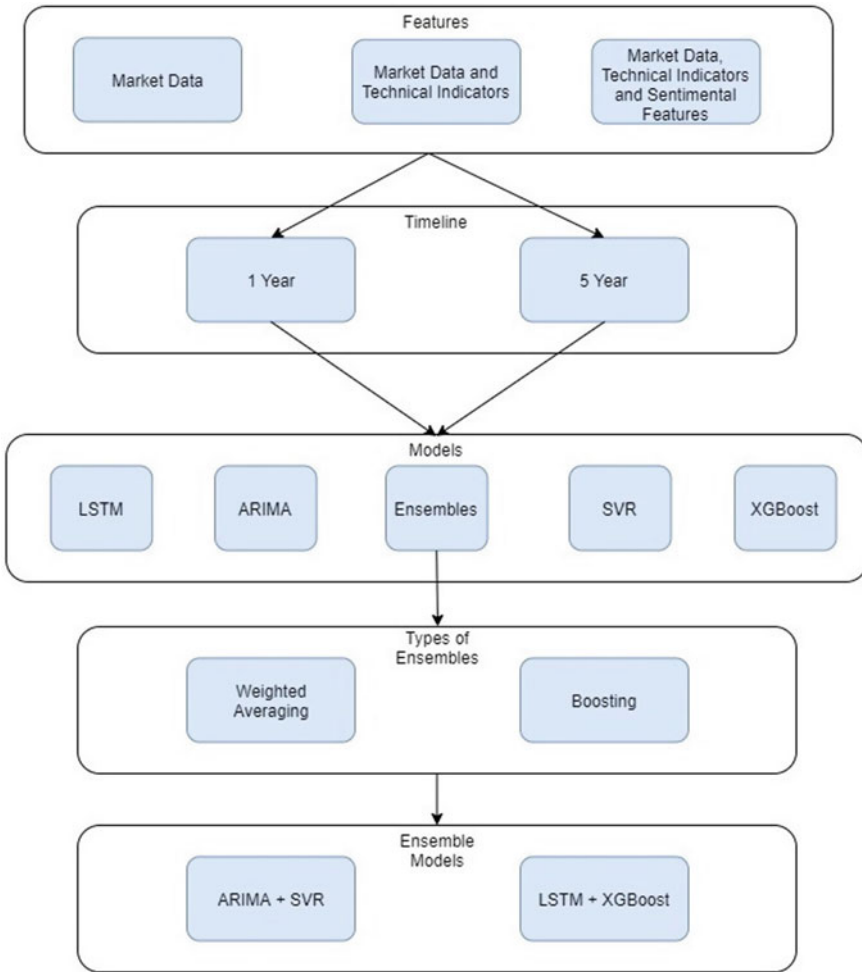 Features
Market Data
Market Data and
Technical Indicators
Market Data,
Technical Indicators
and Sentimental
Features
Timeline
1 Year
5 Year
Models
LSTM
ARIMA
Ensembles
SVR
XGBoost
Types of
Ensembles
Weighted
Averaging
Boosting
Ensemble
Models
ARIMA + SVR
LSTM + XGBoost